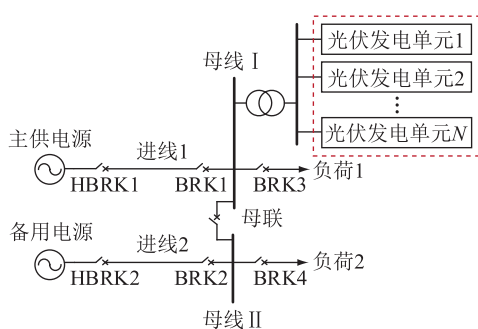 光伏发电单元1
母线 I
光伏发电单元2
⋮
光伏发电单元N
主供电源
进线1
负荷1
HBRK1
BRK1
BRK3
母联
备用电源
进线2
负荷2
HBRK2
BRK2
BRK4
母线 II